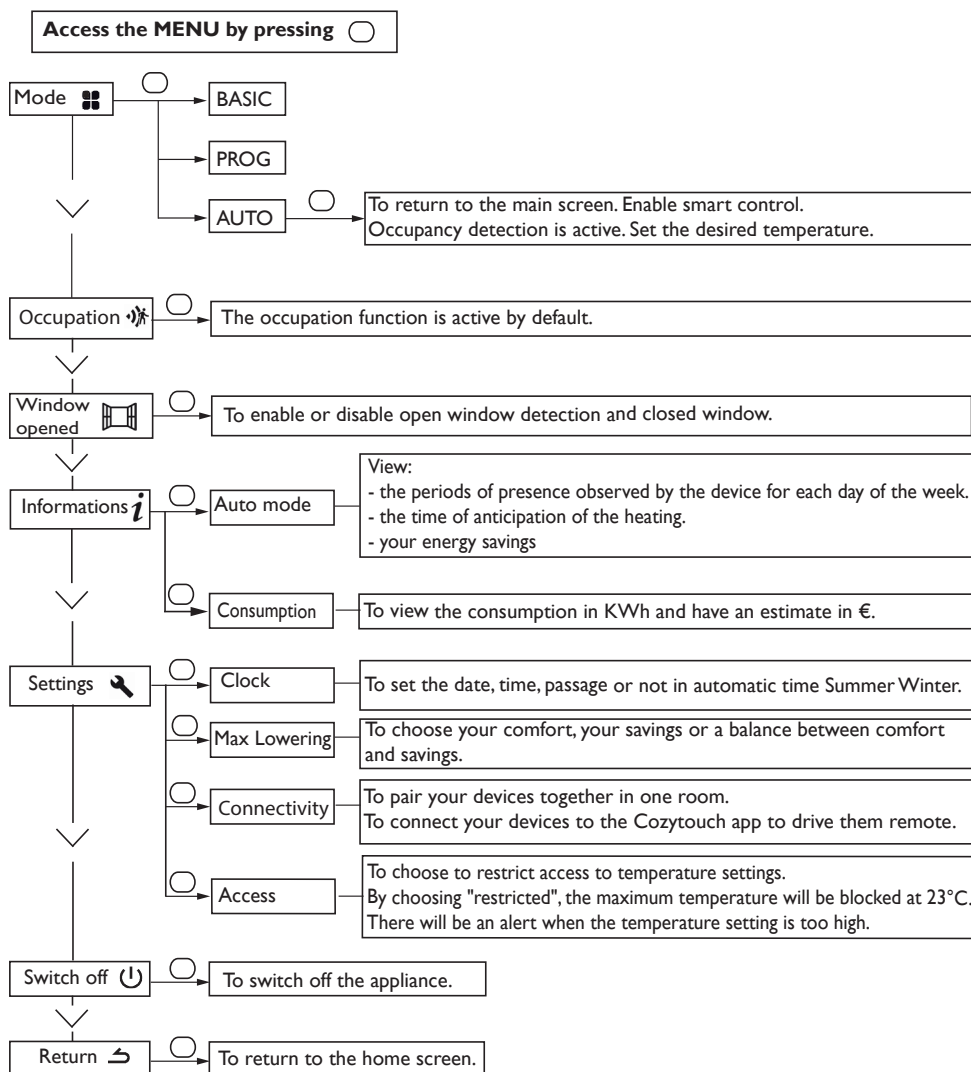 Access the MENU by pressing
Mode
BASIC
PROG
AUTO
To return to the main screen. Enable smart control.
Occupancy detection is active. Set the desired temperature.
Occupation
The occupation function is active by default.
Window
opened
To enable or disable open window detection and closed window.
Informations i
Auto mode
View:
- the periods of presence observed by the device for each day of the week.
- the time of anticipation of the heating.
- your energy savings
Consumption
To view the consumption in KWh and have an estimate in €.
Settings
Clock
To set the date, time, passage or not in automatic time Summer Winter.
Max Lowering
To choose your comfort, your savings or a balance between comfort
and savings.
Connectivity
To pair your devices together in one room.
To connect your devices to the Cozytouch app to drive them remote.
Access
To choose to restrict access to temperature settings.
By choosing "restricted", the maximum temperature will be blocked at 23°C.
There will be an alert when the temperature setting is too high.
Switch off
To switch off the appliance.
Return
To return to the home screen.